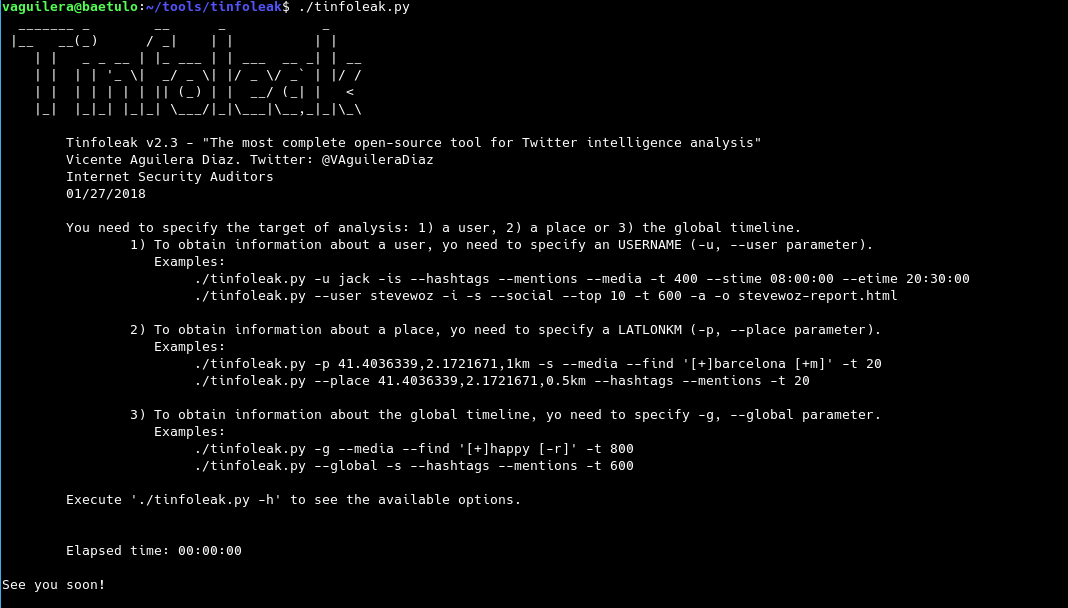 vaguilera@baetulo:~/tools/tinfoleak$ ./tinfoleak.py
Tinfoleak
Tinfoleak v2.3 - "The most complete open-source tool for Twitter intelligence analysis"
Vicente Aguilera Diaz. Twitter: @VAguileraDiaz
Internet Security Auditors
01/27/2018
You need to specify the target of analysis: 1) a user, 2) a place or 3) the global timeline.
1) To obtain information about a user, yo need to specify an USERNAME (-u, --user parameter).
Examples:
./tinfoleak.py -u jack -is --hashtags --mentions --media -t 400 --stime 08:00:00 --etime 20:30:00
./tinfoleak.py --user stevewoz -i -s --social --top 10 -t 600 -a -o stevewoz-report.html
2) To obtain information about a place, yo need to specify a LATLONKM (-p, --place parameter).
Examples:
./tinfoleak.py -p 41.4036339,2.1721671,1km -s --media --find '[+]barcelona [+m]' -t 20
./tinfoleak.py --place 41.4036339,2.1721671,0.5km --hashtags --mentions -t 20
3) To obtain information about the global timeline, yo need to specify -g, --global parameter.
Examples:
./tinfoleak.py -g --media --find '[+]happy [-r]' -t 800
./tinfoleak.py --global -s --hashtags --mentions -t 600
Execute './tinfoleak.py -h' to see the available options.
Elapsed time: 00:00:00
See you soon!